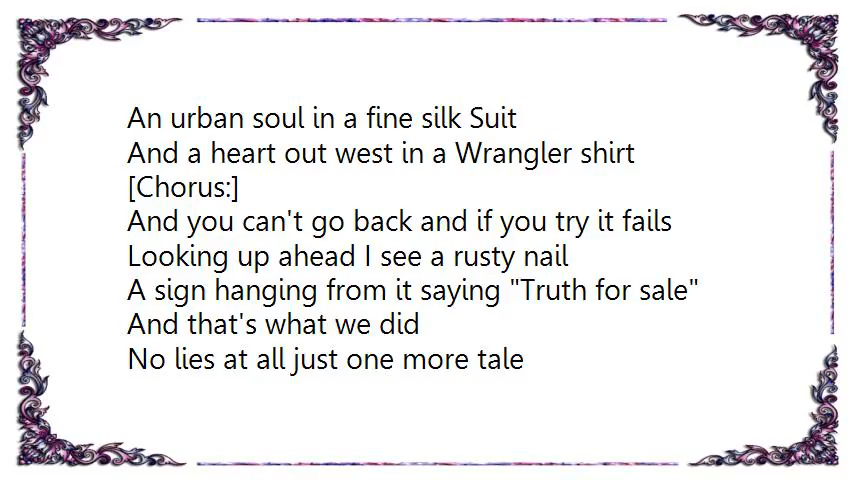 An urban soul in a fine silk Suit
And a heart out west in a Wrangler shirt
[Chorus:]
And you can't go back and if you try it fails
Looking up ahead I see a rusty nail
A sign hanging from it saying "Truth for sale"
And that's what we did
No lies at all just one more tale